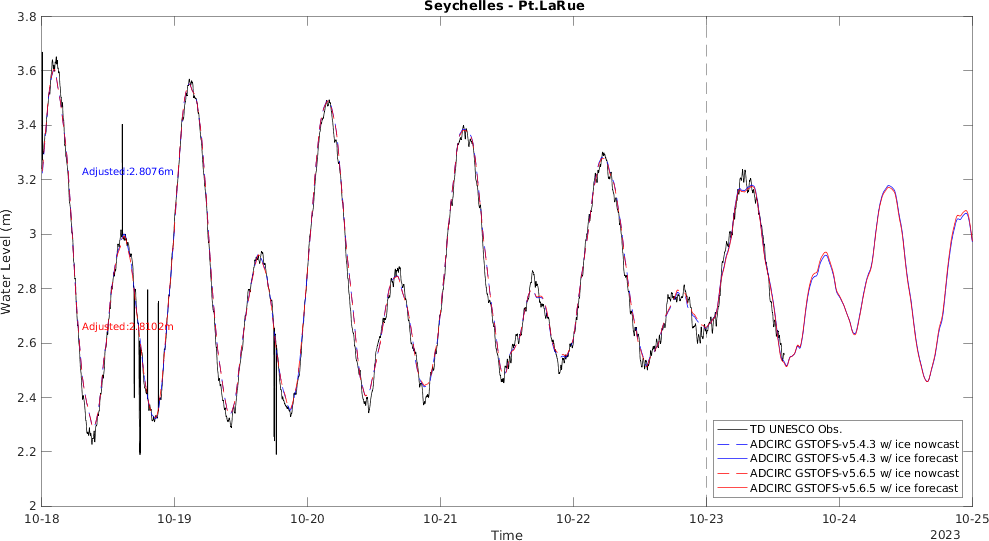 Seychelles - Pt.LaRue
3.8
3.6
3.4
3.2
3
2.8
2.6
2.4
2.2
2
Water Level (m)
Adjusted:2.8076m
Adjusted:2.8102m
TD UNESCO Obs.
ADCIRC GSTOFS-v5.4.3 w/ ice nowcast
ADCIRC GSTOFS-v5.4.3 w/ ice forecast
ADCIRC GSTOFS-v5.6.5 w/ ice nowcast
ADCIRC GSTOFS-v5.6.5 w/ ice forecast
10-18 10-19 10-20 10-21 10-22 10-23 10-24 10-25
Time
2023